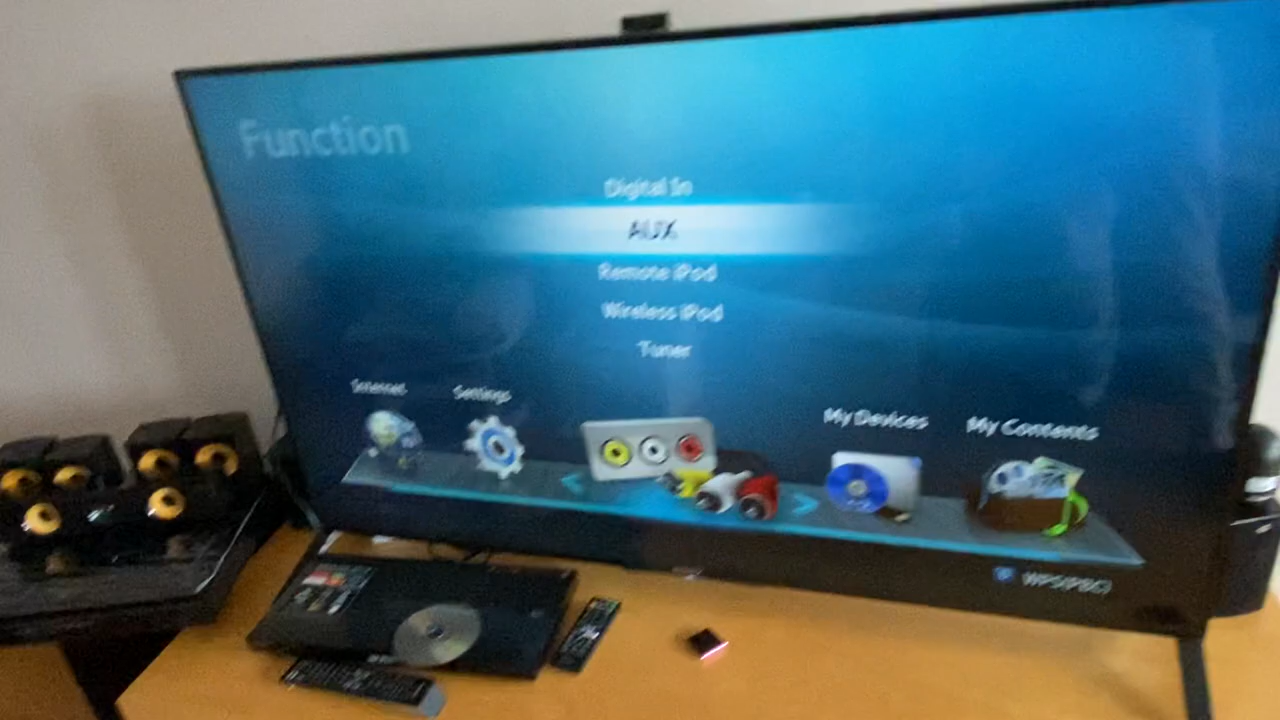 Function
Digital In
AUX
Remote iPod
Wireless iPod
Tuner
Internet
Settings
My Devices
My Contents
WPS(PBC)